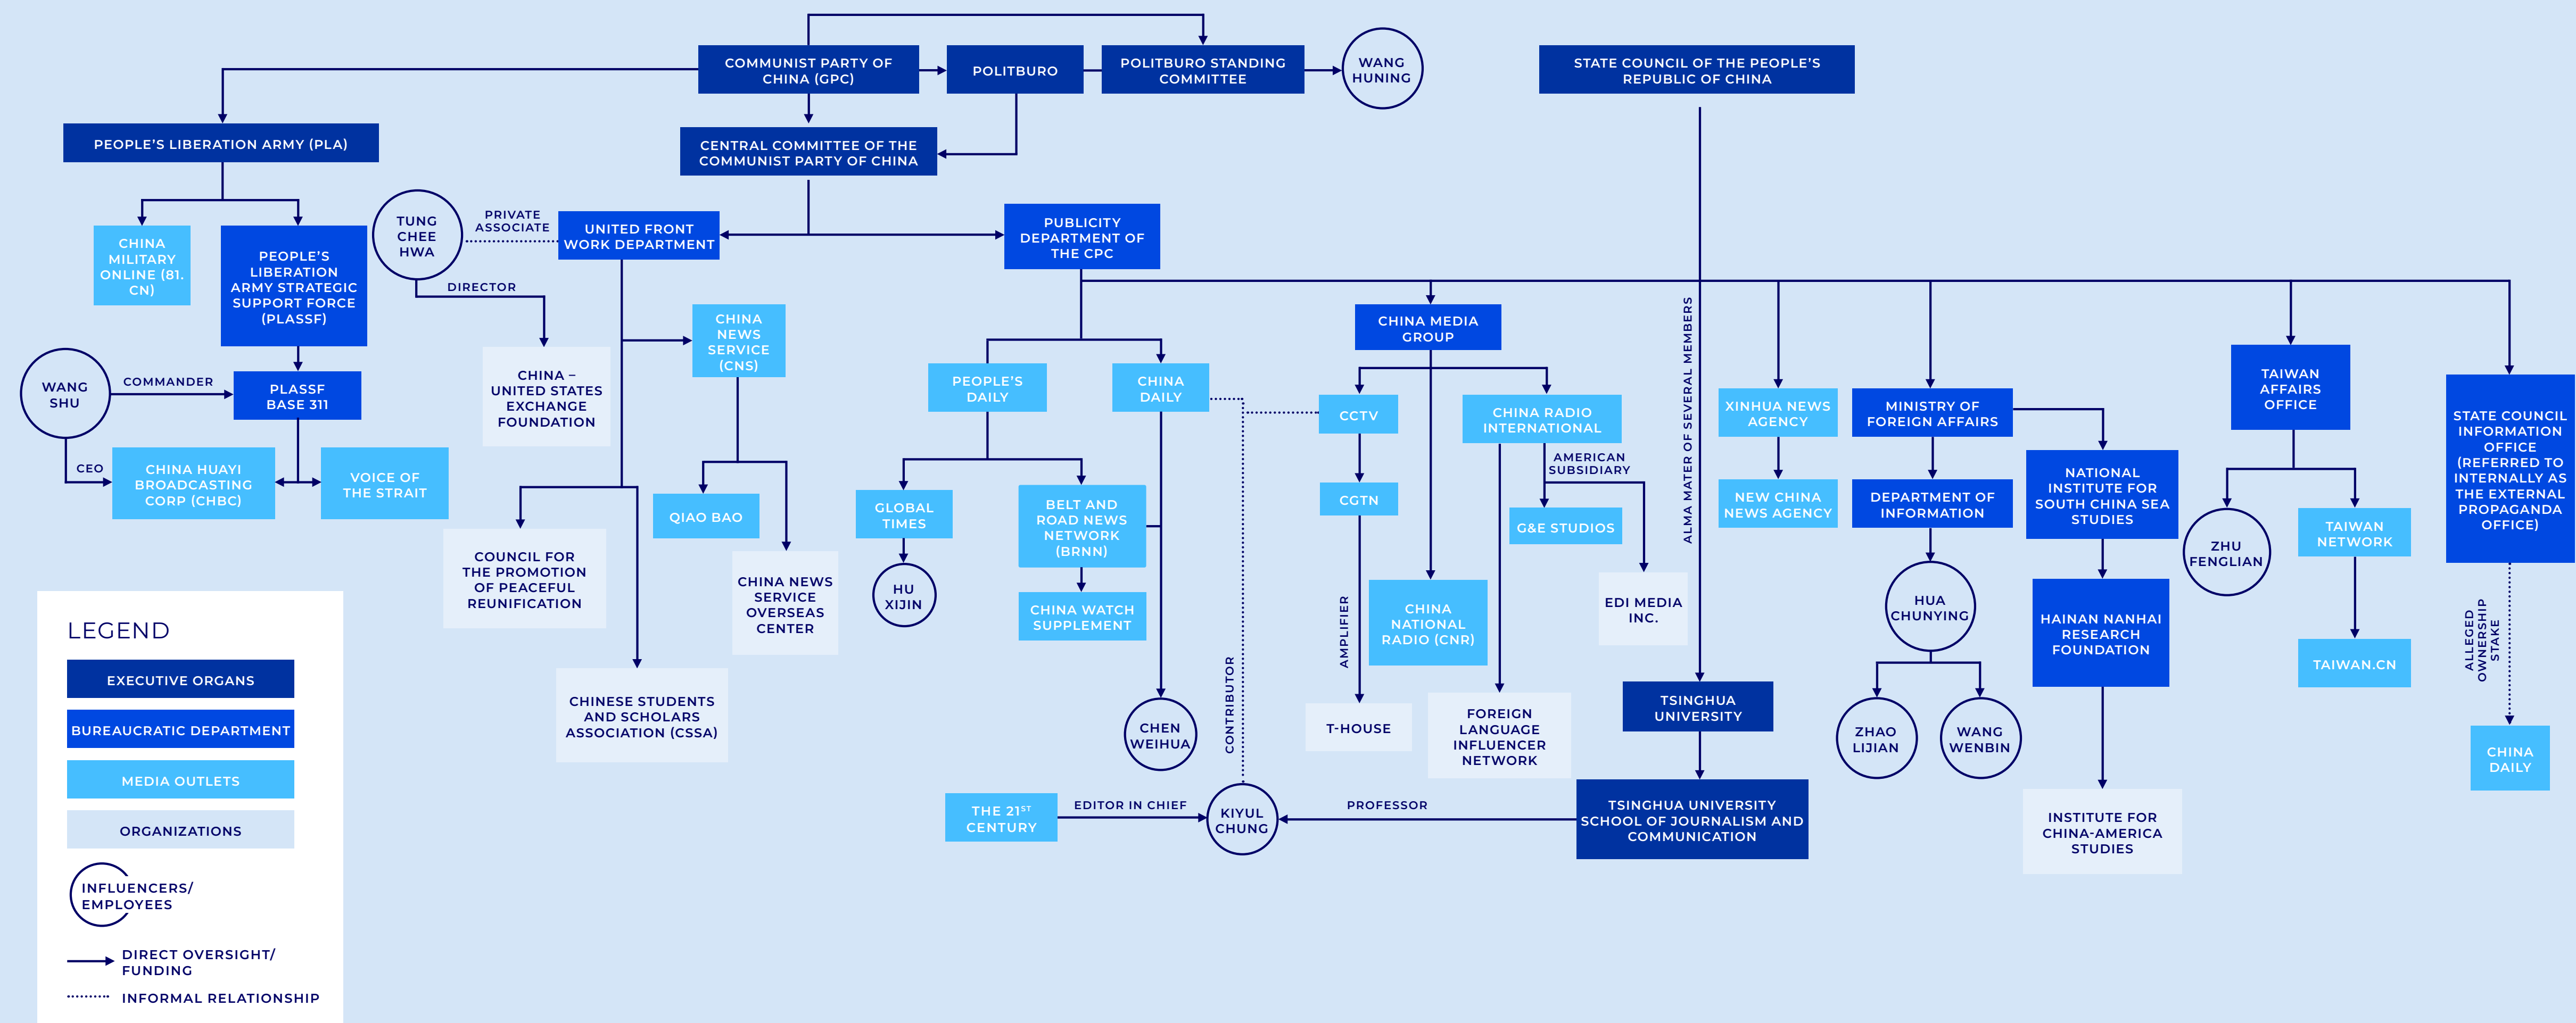 COMMUNIST PARTY OF
CHINA (GPC)
POLITBURO
POLITBURO STANDING
COMMITTEE
WANG
HUNING
STATE COUNCIL OF THE PEOPLE'S
REPUBLIC OF CHINA
PEOPLE'S LIBERATION ARMY (PLA)
CENTRAL COMMITTEE OF THE
COMMUNIST PARTY OF CHINA
CHINA
MILITARY
ONLINE (81.
CN)
PEOPLE'S
LIBERATION
ARMY STRATEGIC
SUPPORT FORCE
(PLASSF)
TUNG
CHEE
HWA
PRIVATE
ASSOCIATE
UNITED FRONT
WORK DEPARTMENT
PUBLICITY
DEPARTMENT OF
THE CPC
DIRECTOR
WANG
SHU
COMMANDER
PLASSF
BASE 311
CEO
CHINA HUAYI
BROADCASTING
CORP (CHBC)
VOICE OF
THE STRAIT
CHINA –
UNITED STATES
EXCHANGE
FOUNDATION
CHINA
NEWS
SERVICE
(CNS)
COUNCIL FOR
THE PROMOTION
OF PEACEFUL
REUNIFICATION
CHINESE STUDENTS
AND SCHOLARS
ASSOCIATION (CSSA)
QIAO BAO
CHINA NEWS
SERVICE
OVERSEAS
CENTER
PEOPLE'S
DAILY
CHINA
DAILY
GLOBAL
TIMES
HU
XIJIN
BELT AND
ROAD NEWS
NETWORK
(BRNN)
CHINA WATCH
SUPPLEMENT
CHEN
WEIHUA
CONTRIBUTOR
THE 21ST
CENTURY
EDITOR IN CHIEF
KIYUL
CHUNG
PROFESSOR
CHINA MEDIA
GROUP
CCTV
CGTN
AMPLIFIER
T-HOUSE
CHINA
NATIONAL
RADIO (CNR)
CHINA RADIO
INTERNATIONAL
AMERICAN
SUBSIDIARY
G&E STUDIOS
EDI MEDIA
INC.
FOREIGN
LANGUAGE
INFLUENCER
NETWORK
ALMA MATER OF SEVERAL MEMBERS
TSINGHUA
UNIVERSITY
TSINGHUA UNIVERSITY
SCHOOL OF JOURNALISM AND
COMMUNICATION
XINHUA NEWS
AGENCY
NEW CHINA
NEWS AGENCY
MINISTRY OF
FOREIGN AFFAIRS
DEPARTMENT OF
INFORMATION
HUA
CHUNYING
ZHAO
LIJIAN
WANG
WENBIN
NATIONAL
INSTITUTE FOR
SOUTH CHINA SEA
STUDIES
HAINAN NANHAI
RESEARCH
FOUNDATION
INSTITUTE FOR
CHINA-AMERICA
STUDIES
TAIWAN
AFFAIRS
OFFICE
ZHU
FENGLIAN
TAIWAN
NETWORK
TAIWAN.CN
STATE COUNCIL
INFORMATION
OFFICE
(REFERRED TO
INTERNALLY AS
THE EXTERNAL
PROPAGANDA
OFFICE)
ALLEGED
OWNERSHIP
STAKE
CHINA
DAILY
LEGEND
EXECUTIVE ORGANS
BUREAUCRATIC DEPARTMENT
MEDIA OUTLETS
ORGANIZATIONS
INFLUENCERS/
EMPLOYEES
DIRECT OVERSIGHT/
FUNDING
INFORMAL RELATIONSHIP